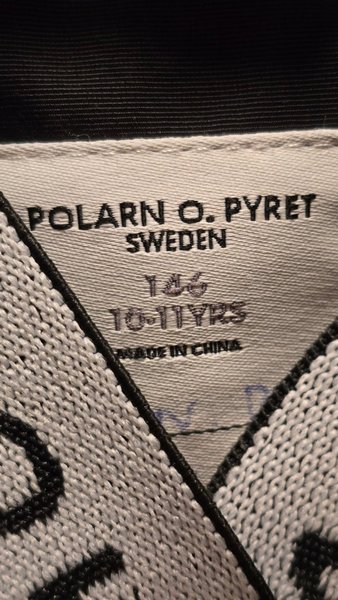 POLARN O. PYRET
SWEDEN
146
10-11YRS
MADE IN CHINA